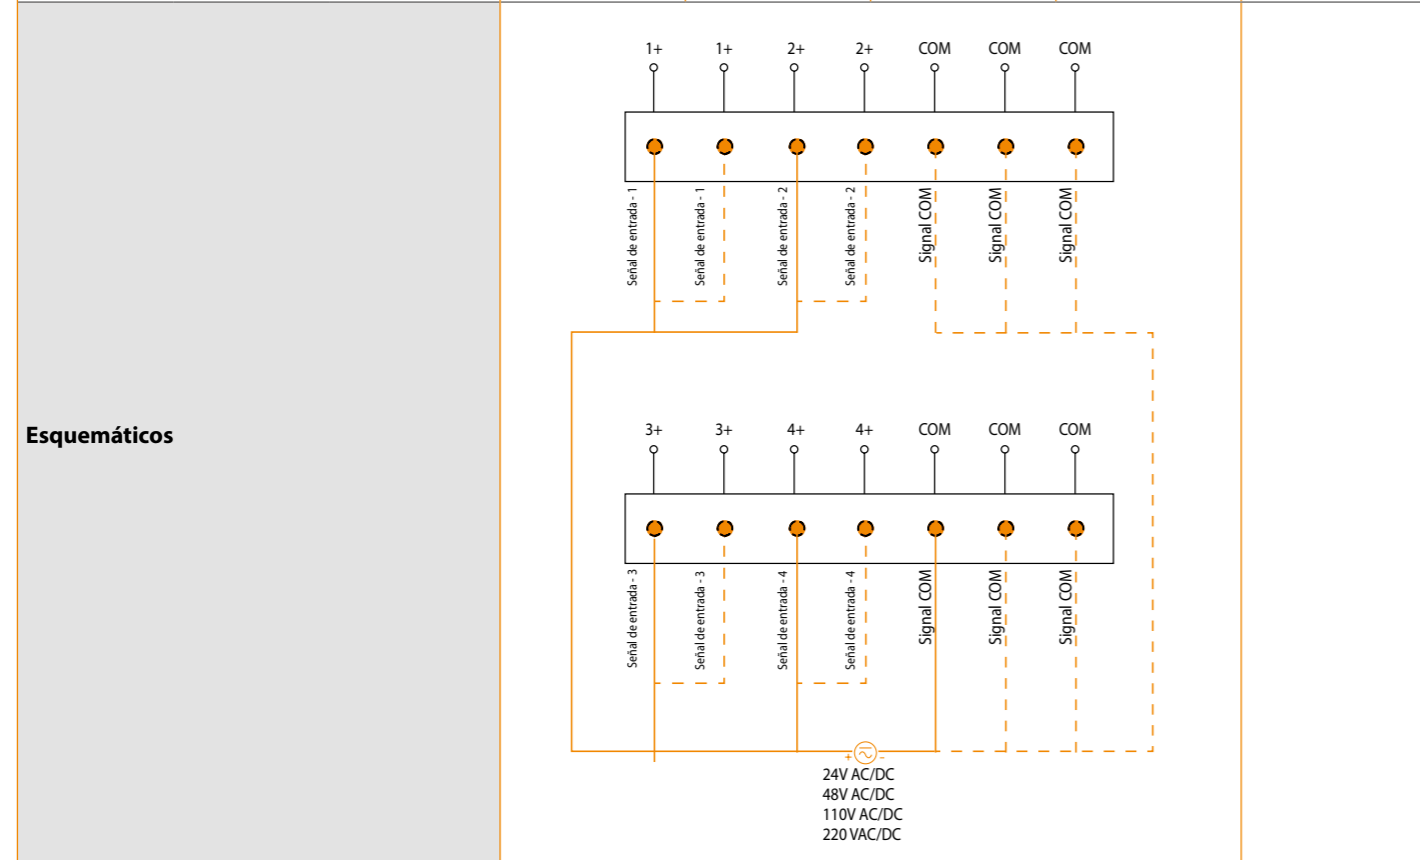 1+ 1+ 2+ 2+ COM COM COM
Señal de entrada - 1
Señal de entrada - 1
Señal de entrada - 2
Señal de entrada - 2
Signal COM
Signal COM
Signal COM
Esquemáticos
3+ 3+ 4+ 4+ COM COM COM
Señal de entrada - 3
Señal de entrada - 3
Señal de entrada - 4
Señal de entrada - 4
Signal COM
Signal COM
Signal COM
+ -
24V AC/DC
48V AC/DC
110V AC/DC
220 VAC/DC